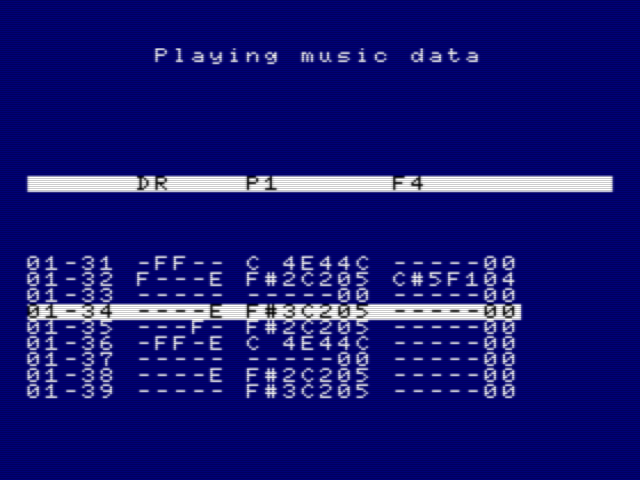 Playing music data
DR P1 F4
01-31 -FF-- C 4E44C -----00
01-32 F---E F#2C205 C#5F104
01-33 ----- -----00 -----00
01-34 ----E F#3C205 -----00
01-35 ---F- F#2C205 -----00
01-36 -FF-E C 4E44C -----00
01-37 ----- -----00 -----00
01-38 ----E F#2C205 -----00
01-39 ----- F#3C205 -----00